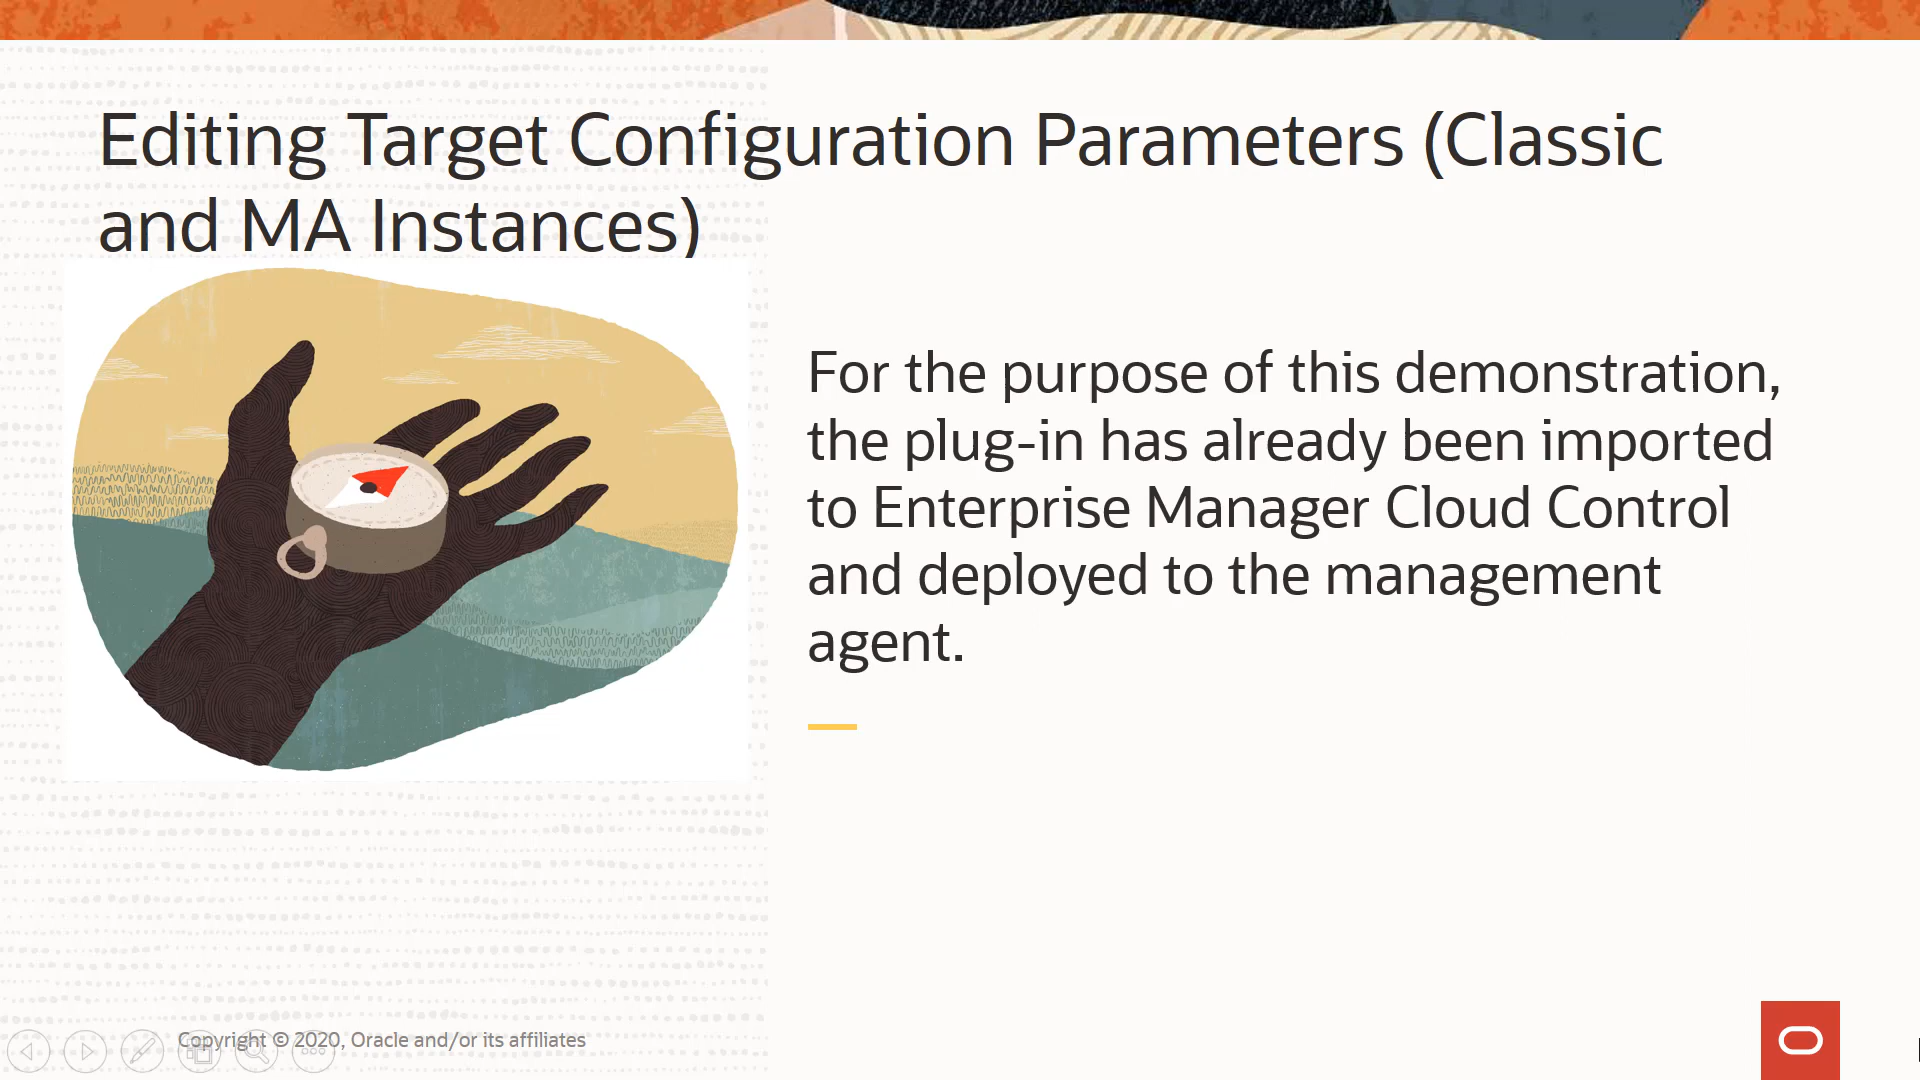 Editing Target Configuration Parameters (Classic
and MA Instances)
For the purpose of this demonstration,
the plug-in has already been imported
to Enterprise Manager Cloud Control
and deployed to the management
agent.
Copyright © 2020, Oracle and/or its affiliates